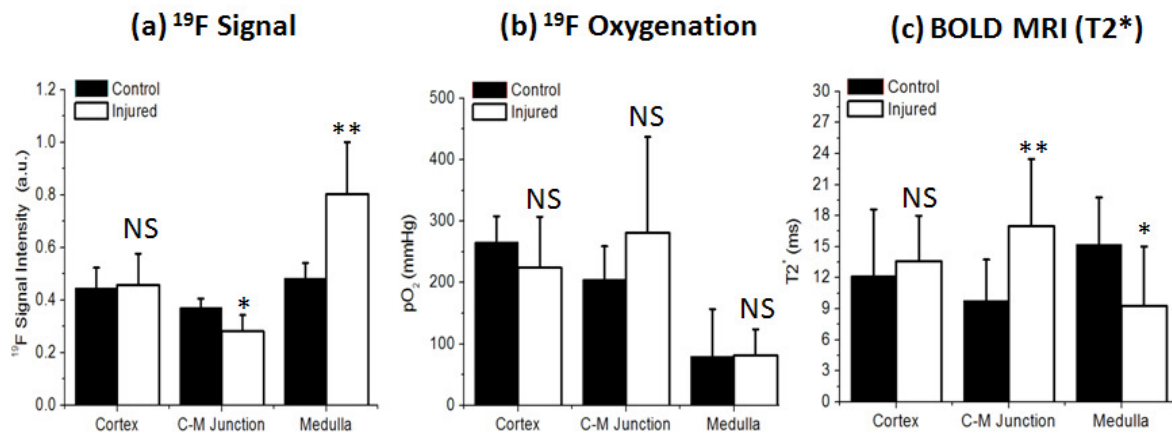 (a) ¹⁹F Signal
(b) ¹⁹F Oxygenation
(c) BOLD MRI (T2*)
Control
Injured
1.2
1.0
0.8
0.6
0.4
0.2
0.0
¹⁹F Signal Intensity (a.u.)
NS
*
**
Cortex
C-M Junction
Medulla
Control
Injured
500
400
300
200
100
0
pO₂ (mmHg)
NS
NS
NS
Cortex
C-M Junction
Medulla
Control
Injured
30
27
24
21
18
15
12
9
6
3
0
T2* (ms)
NS
**
*
Cortex
C-M Junction
Medulla